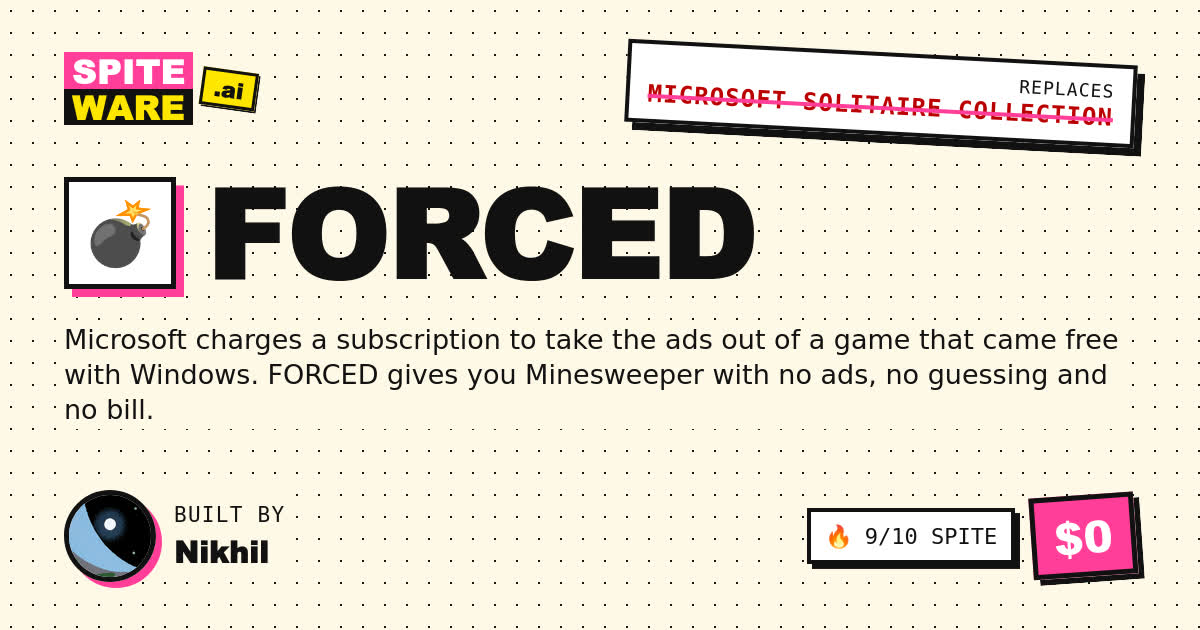 SPITE
WARE
.ai
REPLACES
MICROSOFT SOLITAIRE COLLECTION
FORCED
Microsoft charges a subscription to take the ads out of a game that came free
with Windows. FORCED gives you Minesweeper with no ads, no guessing and
no bill.
BUILT BY
Nikhil
9/10 SPITE
$0